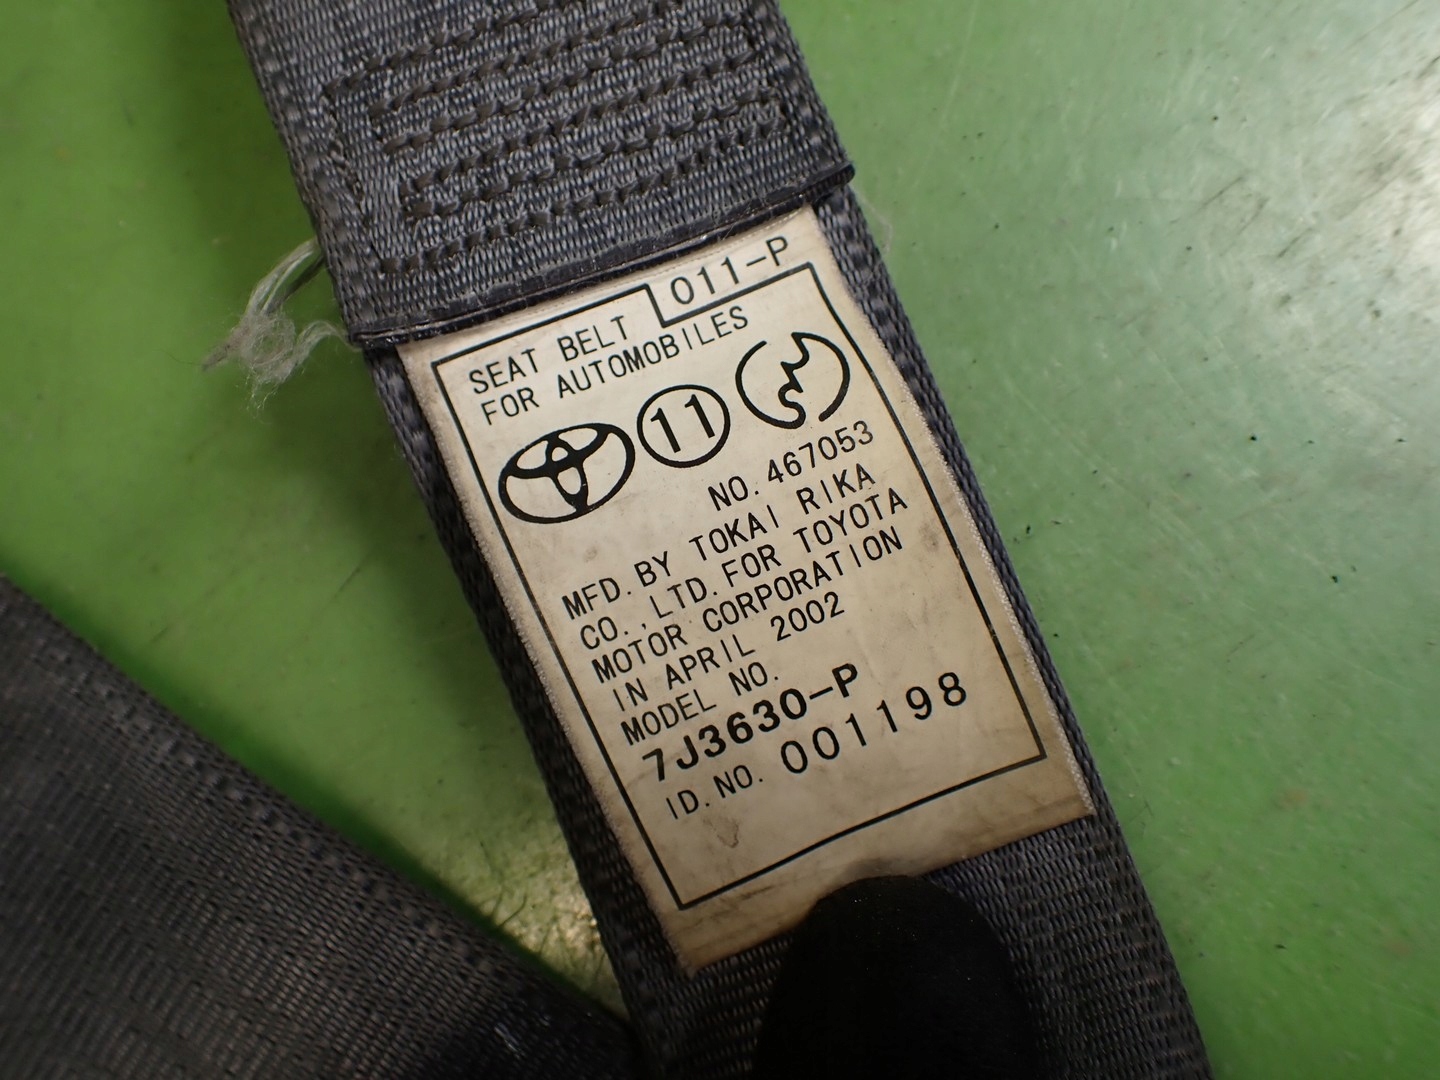 011-P
SEAT BELT
FOR AUTOMOBILES
11
NO. 467053
MFD. BY TOKAI RIKA
CO., LTD. FOR TOYOTA
MOTOR CORPORATION
IN APRIL 2002
MODEL NO.
7J3630-P
ID. NO. 001198